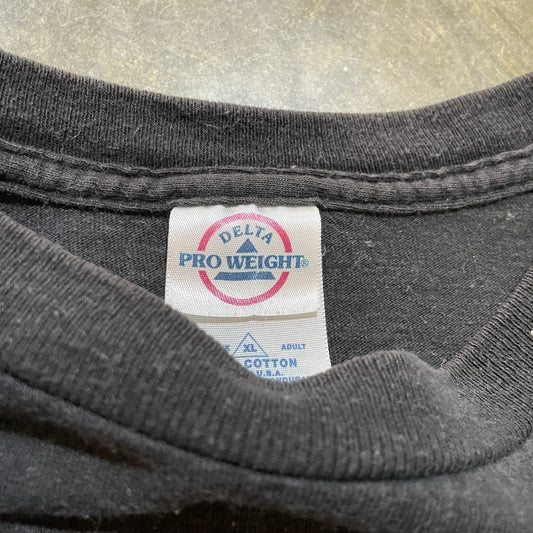 DELTA
PRO WEIGHT®
XL ADULT
COTTON
U.S.A.